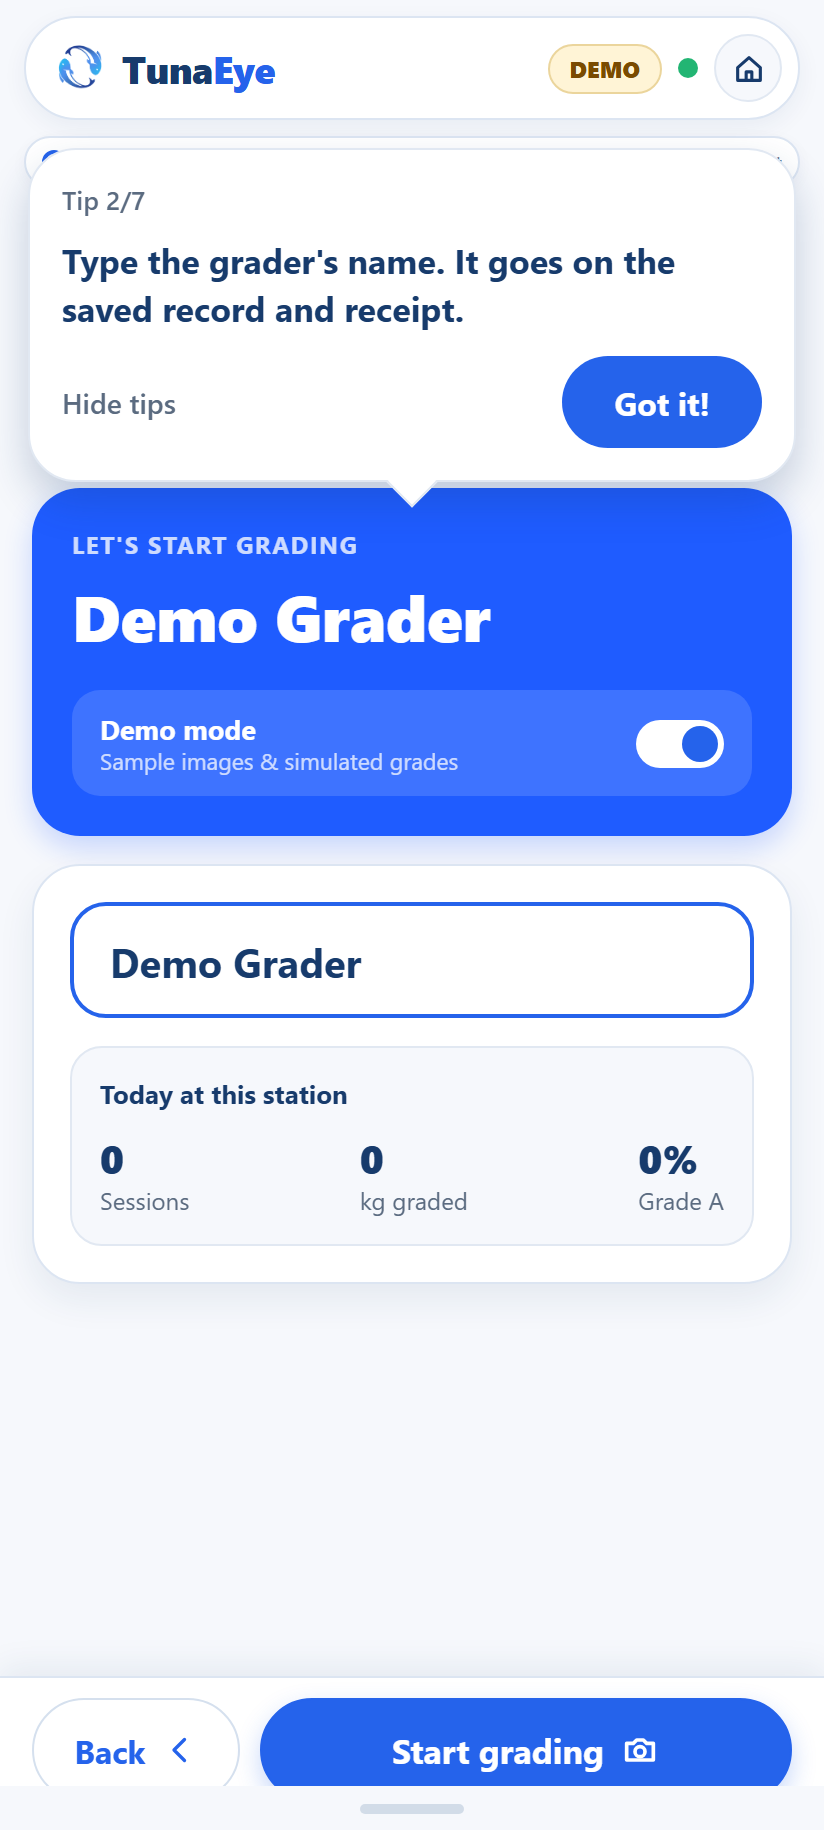 TunaEye
DEMO
Tip 2/7
Type the grader's name. It goes on the
saved record and receipt.
Hide tips
Got it!
LET'S START GRADING
Demo Grader
Demo mode
Sample images & simulated grades
Demo Grader
Today at this station
0
0
0%
Sessions
kg graded
Grade A
Back
Start grading